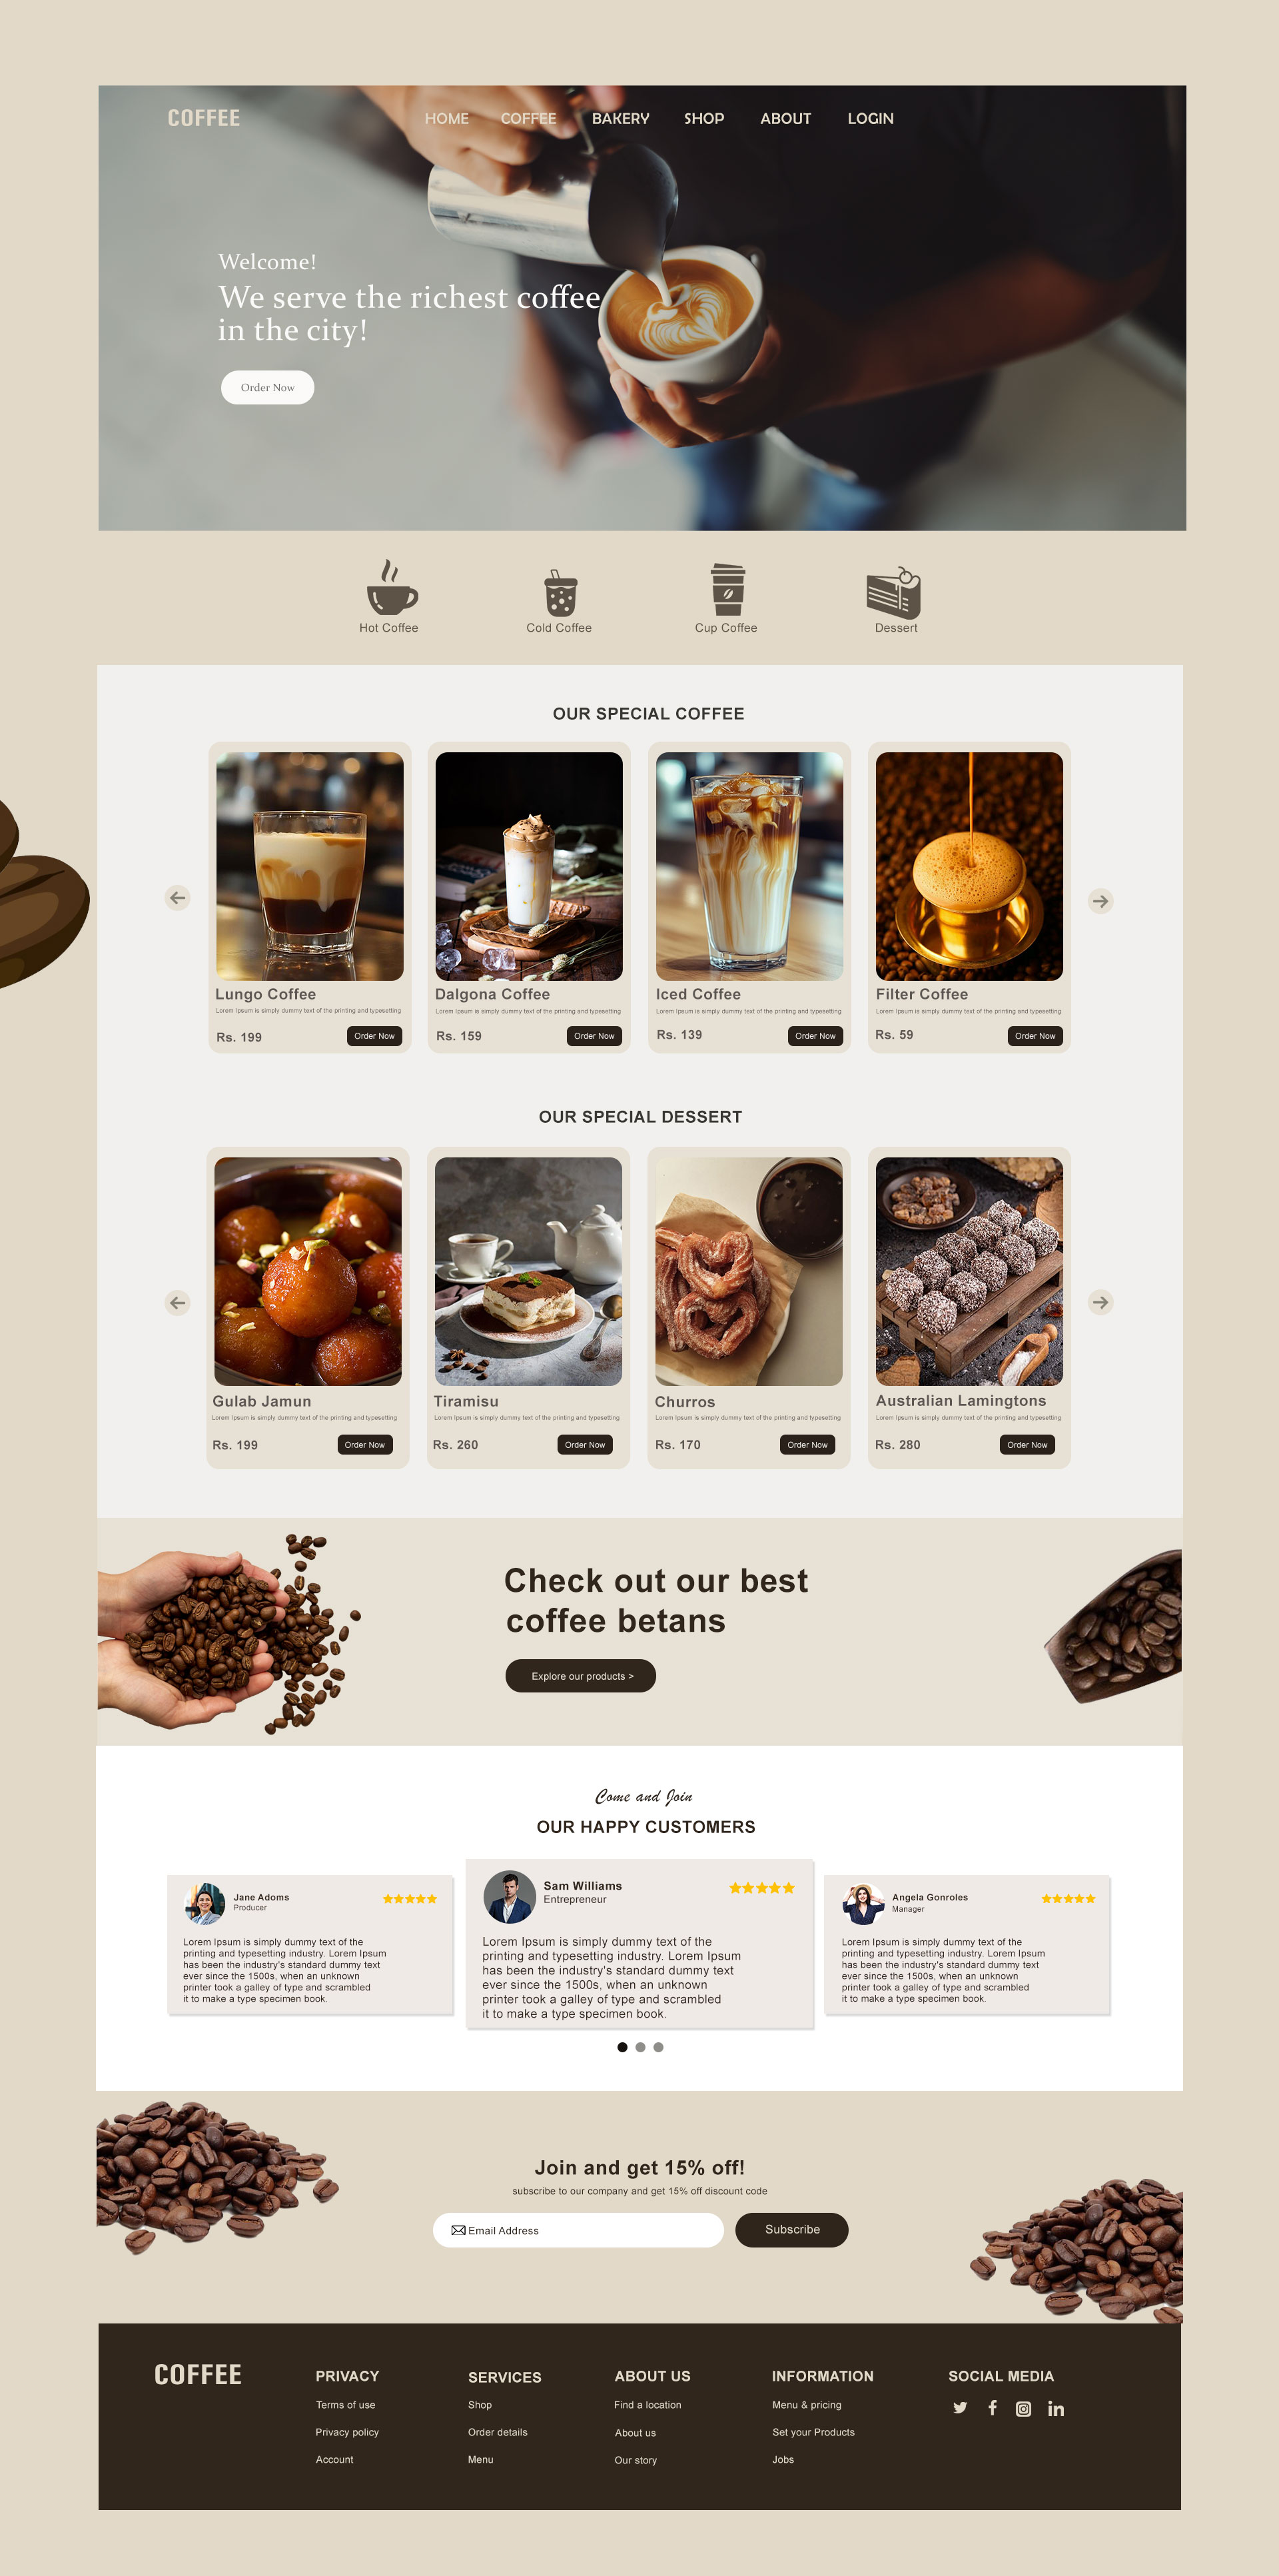 COFFEE
HOME COFFEE BAKERY SHOP ABOUT LOGIN
Welcome!
We serve the richest coffee
in the city!
Order Now
Hot Coffee
Cold Coffee
Cup Coffee
Dessert
OUR SPECIAL COFFEE
Lungo Coffee
Lorem Ipsum is simply dummy text of the printing and typesetting
Rs. 199
Order Now
Dalgona Coffee
Lorem Ipsum is simply dummy text of the printing and typesetting
Rs. 159
Order Now
Iced Coffee
Lorem Ipsum is simply dummy text of the printing and typesetting
Rs. 139
Order Now
Filter Coffee
Lorem Ipsum is simply dummy text of the printing and typesetting
Rs. 59
Order Now
OUR SPECIAL DESSERT
Gulab Jamun
Lorem Ipsum is simply dummy text of the printing and typesetting
Rs. 199
Order Now
Tiramisu
Lorem Ipsum is simply dummy text of the printing and typesetting
Rs. 260
Order Now
Churros
Lorem Ipsum is simply dummy text of the printing and typesetting
Rs. 170
Order Now
Australian Lamingtons
Lorem Ipsum is simply dummy text of the printing and typesetting
Rs. 280
Order Now
Check out our best
coffee betans
Explore our products >
Come and Join
OUR HAPPY CUSTOMERS
Jane Adoms
Producer
Lorem Ipsum is simply dummy text of the
printing and typesetting industry. Lorem Ipsum
has been the industry's standard dummy text
ever since the 1500s, when an unknown
printer took a galley of type and scrambled
it to make a type specimen book.
Sam Williams
Entrepreneur
Lorem Ipsum is simply dummy text of the
printing and typesetting industry. Lorem Ipsum
has been the industry's standard dummy text
ever since the 1500s, when an unknown
printer took a galley of type and scrambled
it to make a type specimen book.
Angela Gonroles
Manager
Lorem Ipsum is simply dummy text of the
printing and typesetting industry. Lorem Ipsum
has been the industry's standard dummy text
ever since the 1500s, when an unknown
printer took a galley of type and scrambled
it to make a type specimen book.
Join and get 15% off!
subscribe to our company and get 15% off discount code
Email Address
Subscribe
COFFEE
PRIVACY
Terms of use
Privacy policy
Account
SERVICES
Shop
Order details
Menu
ABOUT US
Find a location
About us
Our story
INFORMATION
Menu & pricing
Set your Products
Jobs
SOCIAL MEDIA